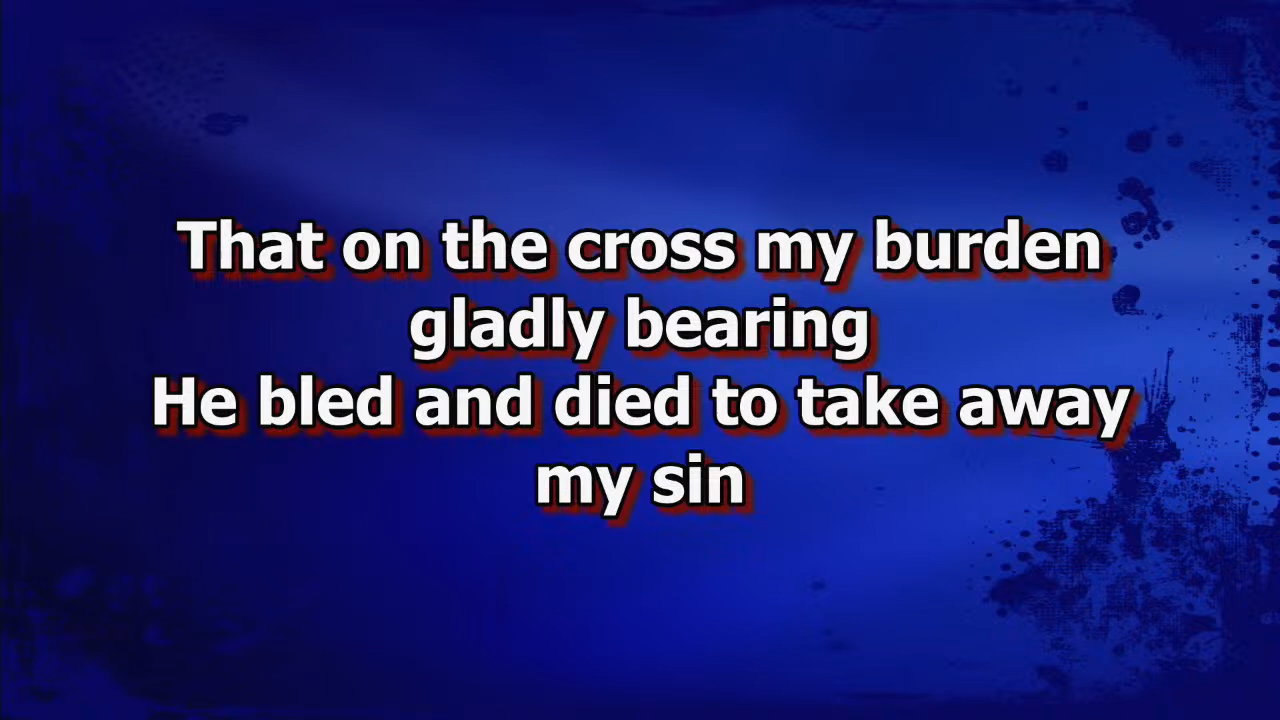 That on the cross my burden
gladly bearing
He bled and died to take away
my sin